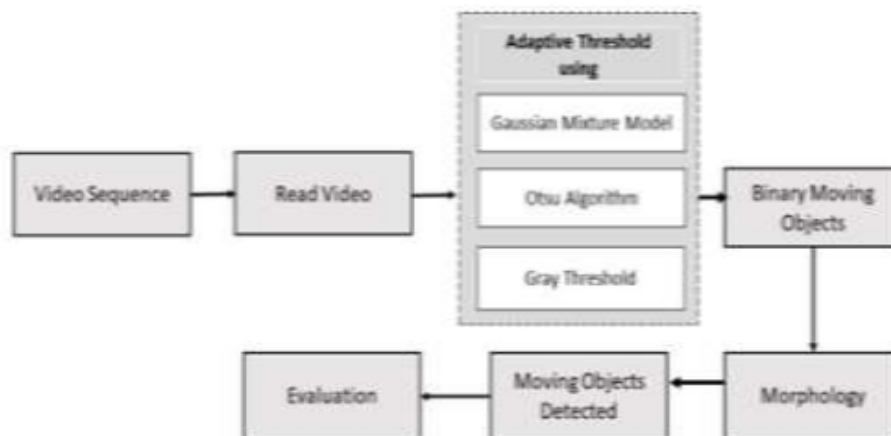 Adaptive Threshold
using
Gaussian Mixture Model
Otsu Algorithm
Gray Threshold
Video Sequence
Read Video
Binary Moving
Objects
Morphology
Moving Objects
Detected
Evaluation